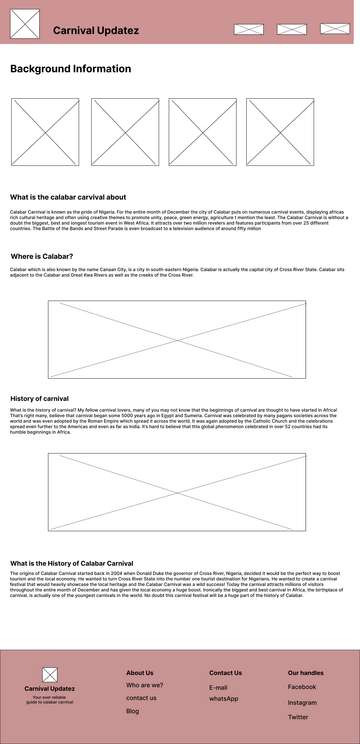 Carnival Updatez
Background Information
What is the calabar carvival about
Calabar Carnival is known as the pride of Nigeria. For the entire month of December the city of Calabar puts on numerous carnival events, displaying africas
rich cultural heritage and often using creative themes to promote unity, peace, green energy, agriculture t mention the least. The Calabar Carnival is without a
doubt the biggest, best and longest tourism event in West Africa. It attracts over two million revelers and features participants from over 25 different
countries. The Battle of the Bands and Street Parade is even broadcast to a television audience of around fifty million
Where is Calabar?
Calabar which is also known by the name Canaan City, is a city in south-eastern Nigeria. Calabar is actually the capital city of Cross River State. Calabar sits
adjacent to the Calabar and Great Kwa Rivers as well as the creeks of the Cross River.
History of carnival
What is the history of carnival? My fellow carnival lovers, many of you may not know that the beginnings of carnival are thought to have started in Africa!
That's right many, believe that carnival began some 5000 years ago in Egypt and Sumeria. Carnival was celebrated by many pagans societies across the
world and was even adopted by the Roman Empire which spread it across the world. It was again adopted by the Catholic Church and the celebrations
spread even further to the Americas and even as far as India. It's hard to believe that this global phenomenon celebrated in over 52 countries had its
humble beginnings in Africa.
What is the History of Calabar Carnival
The origins of Calabar Carnival started back in 2004 when Donald Duke the governor of Cross River, Nigeria, decided it would be the perfect way to boost
tourism and the local economy. He wanted to turn Cross River State into the number one tourist destination for Nigerians. He wanted to create a carnival
festival that would heavily showcase the local heritage and the Calabar Carnival was a wild success! Today the carnival attracts millions of visitors
throughout the entire month of December and has given the local economy a huge boost. Ironically the biggest and best carnival in Africa, the birthplace of
carnival, is actually one of the youngest carnivals in the world. No doubt this carnival festival will be a huge part of the history of Calabar.
Carnival Updatez
Your ever reliable
guide to calabar carnival
About Us
Who are we?
contact us
Blog
Contact Us
E-mail
whatsApp
Our handles
Facebook
Instagram
Twitter